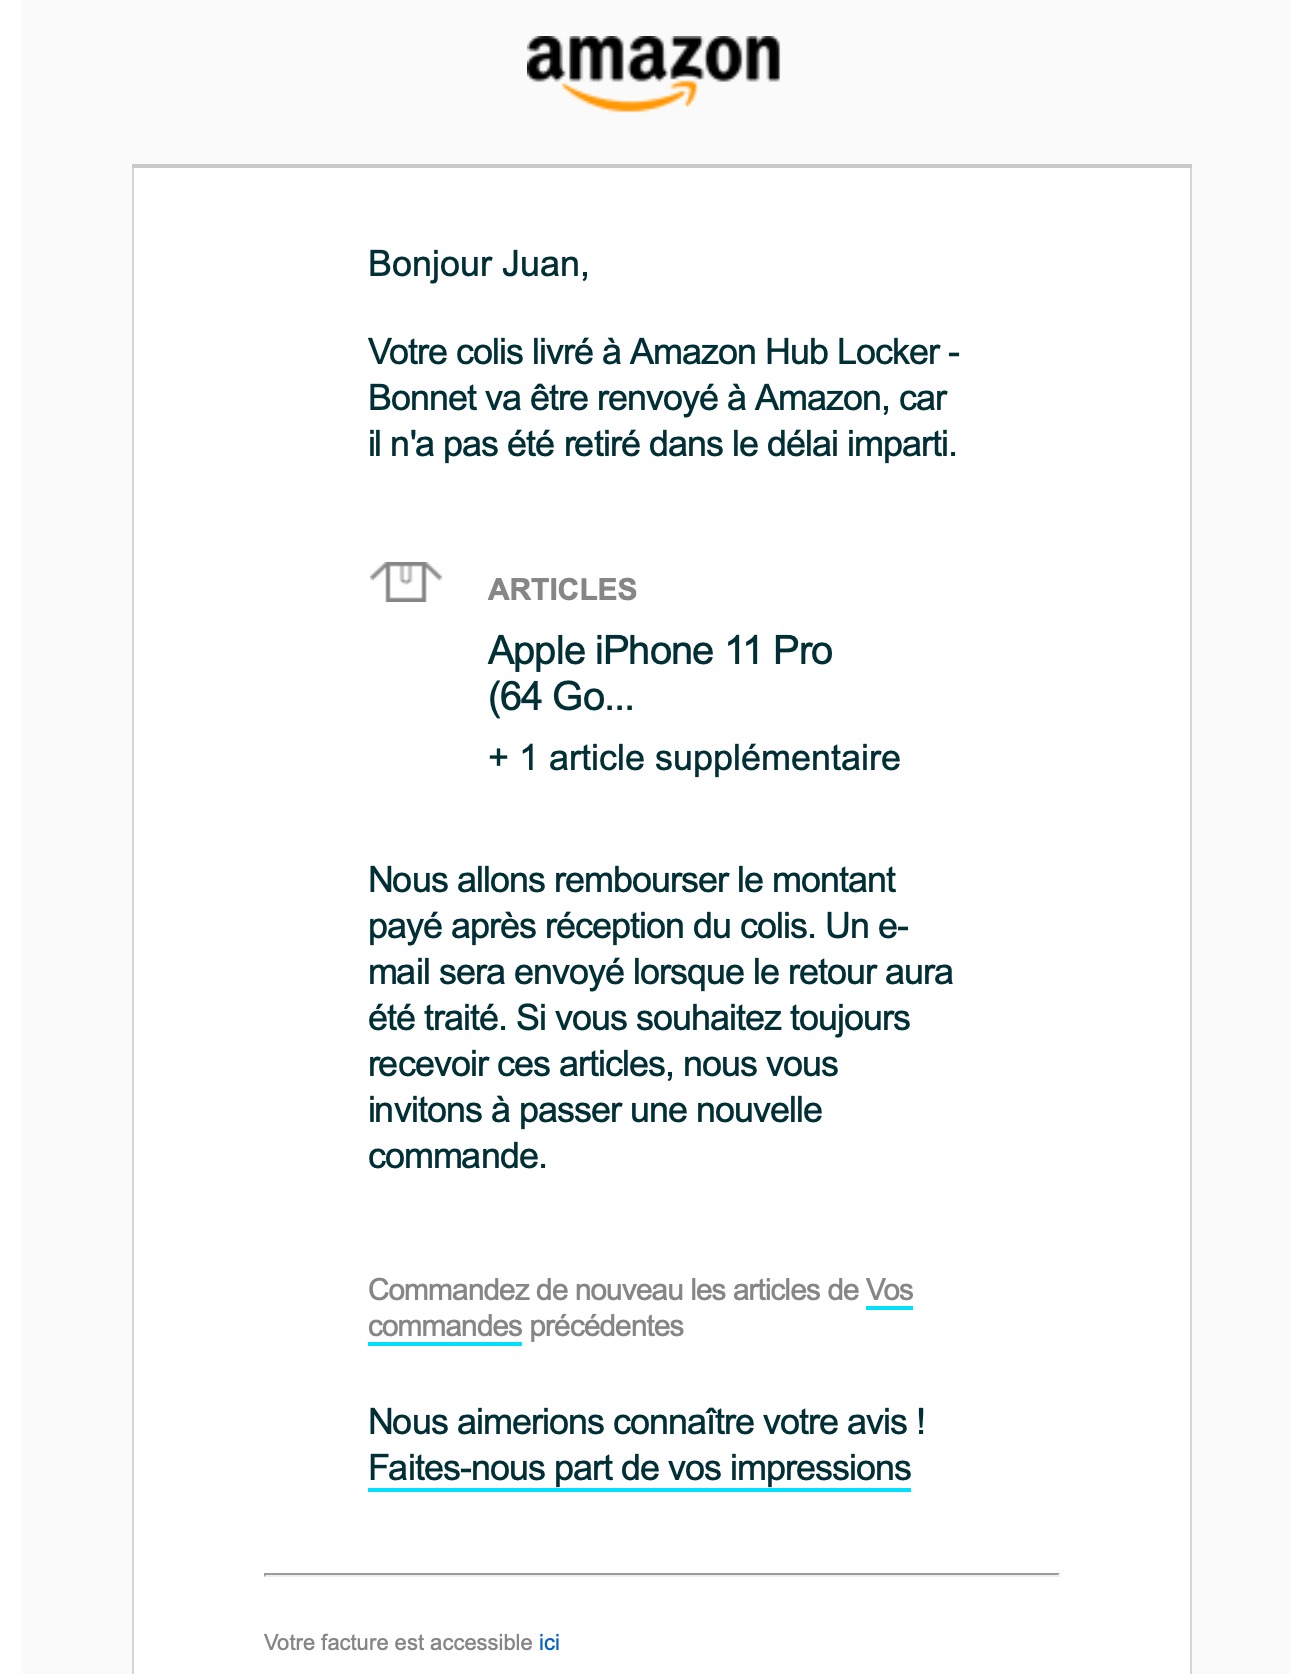 amazon
Bonjour Juan,
Votre colis livré à Amazon Hub Locker -
Bonnet va être renvoyé à Amazon, car
il n'a pas été retiré dans le délai imparti.
ARTICLES
Apple iPhone 11 Pro
(64 Go...
+ 1 article supplémentaire
Nous allons rembourser le montant
payé après réception du colis. Un e-
mail sera envoyé lorsque le retour aura
été traité. Si vous souhaitez toujours
recevoir ces articles, nous vous
invitons à passer une nouvelle
commande.
Commandez de nouveau les articles de Vos
commandes précédentes
Nous aimerions connaître votre avis !
Faites-nous part de vos impressions
Votre facture est accessible ici